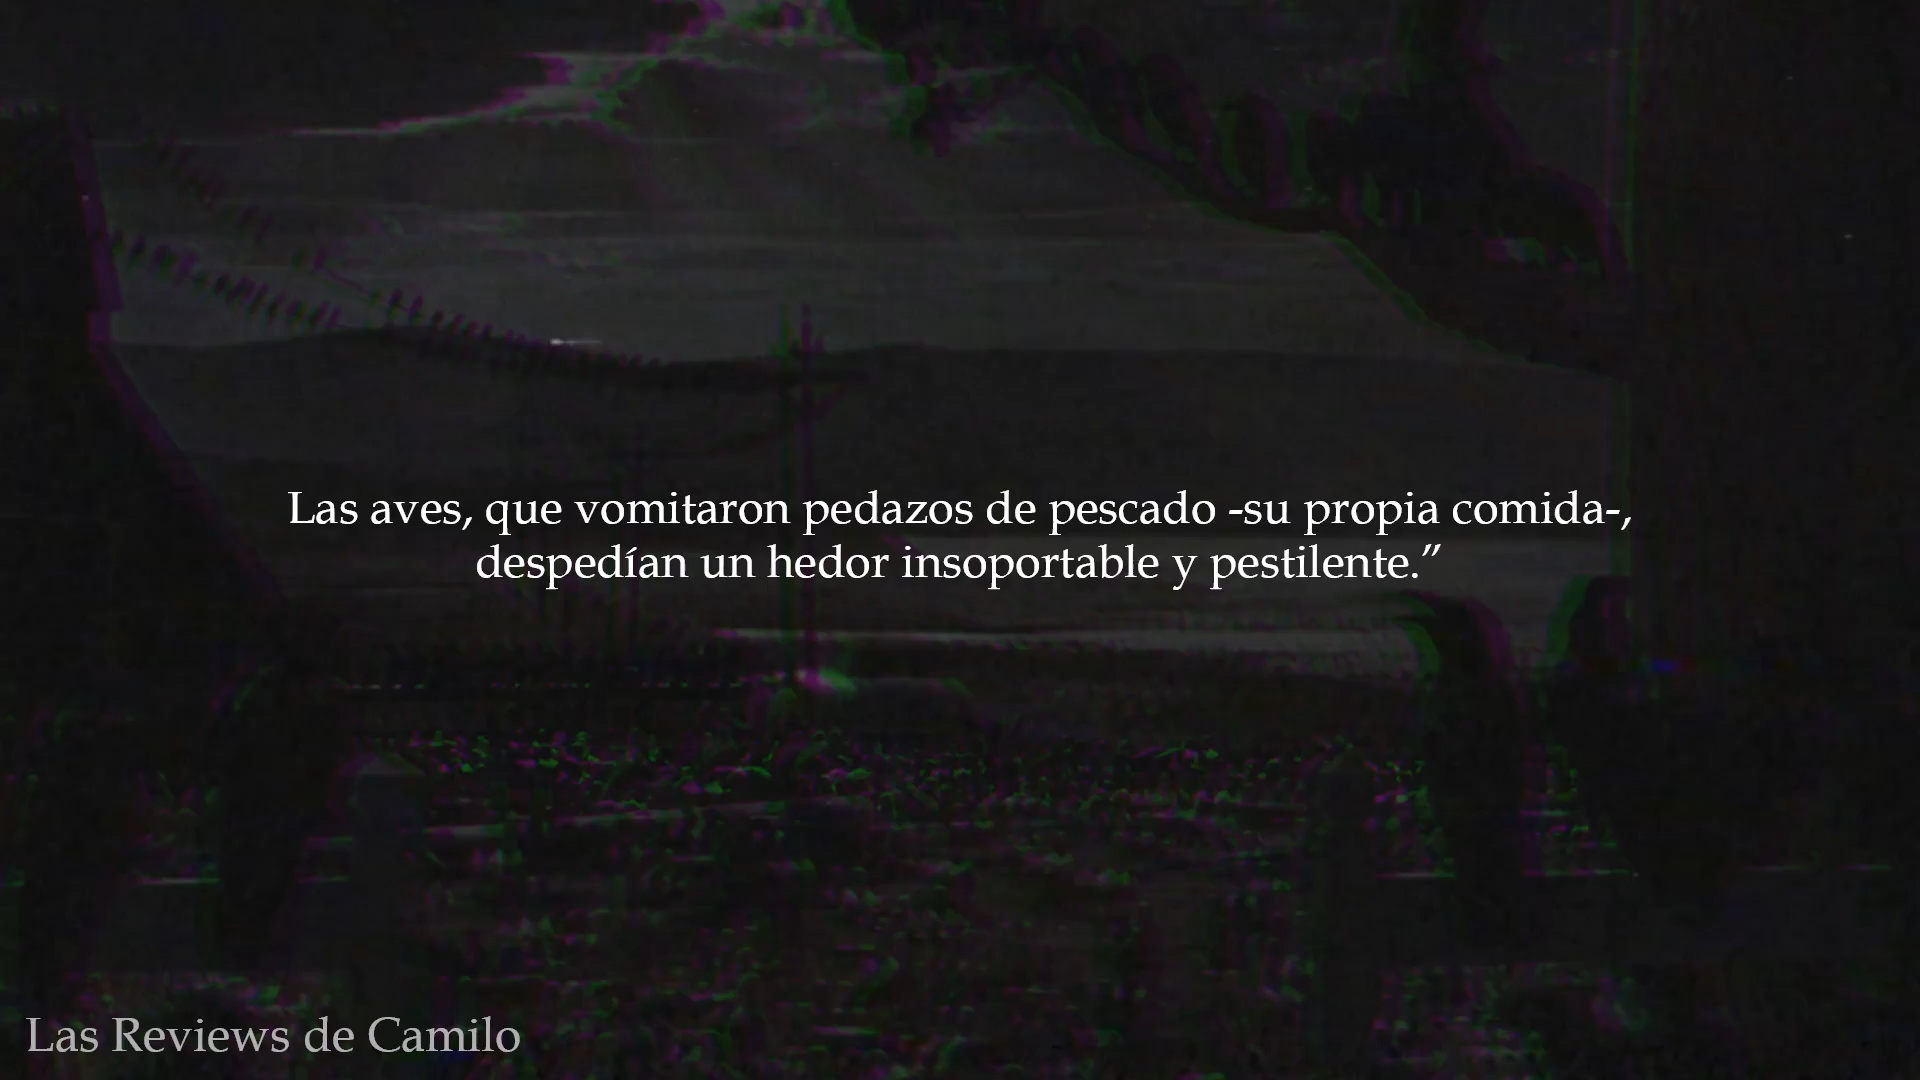 Las aves, que vomitaron pedazos de pescado -su propia comida-,
despedían un hedor insoportable y pestilente.”
Las Reviews de Camilo